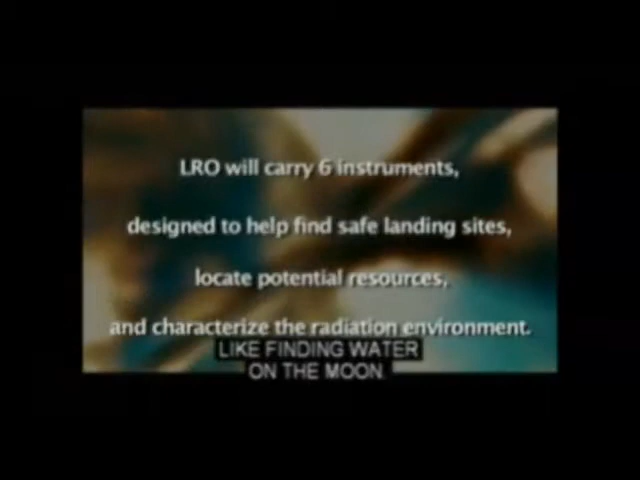 LRO will carry 6 instruments,
designed to help find safe landing sites,
locate potential resources,
and characterize the radiation environment.
LIKE FINDING WATER
ON THE MOON.